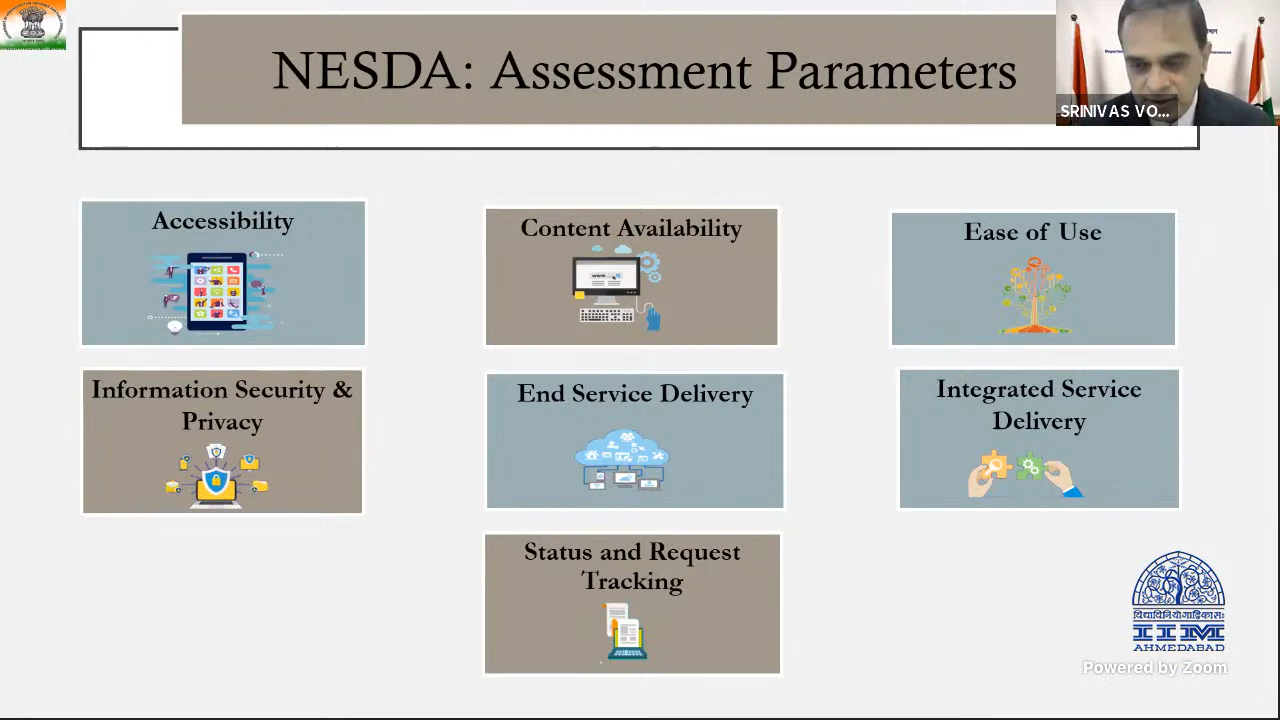 NESDA: Assessment Parameters
SRINIVAS VO...
Accessibility
Content Availability
Ease of Use
Information Security &
Privacy
End Service Delivery
Integrated Service
Delivery
Status and Request
Tracking
विद्याविनियोगाद्विकासः
IIM
AHMEDABAD
Powered by Zoom